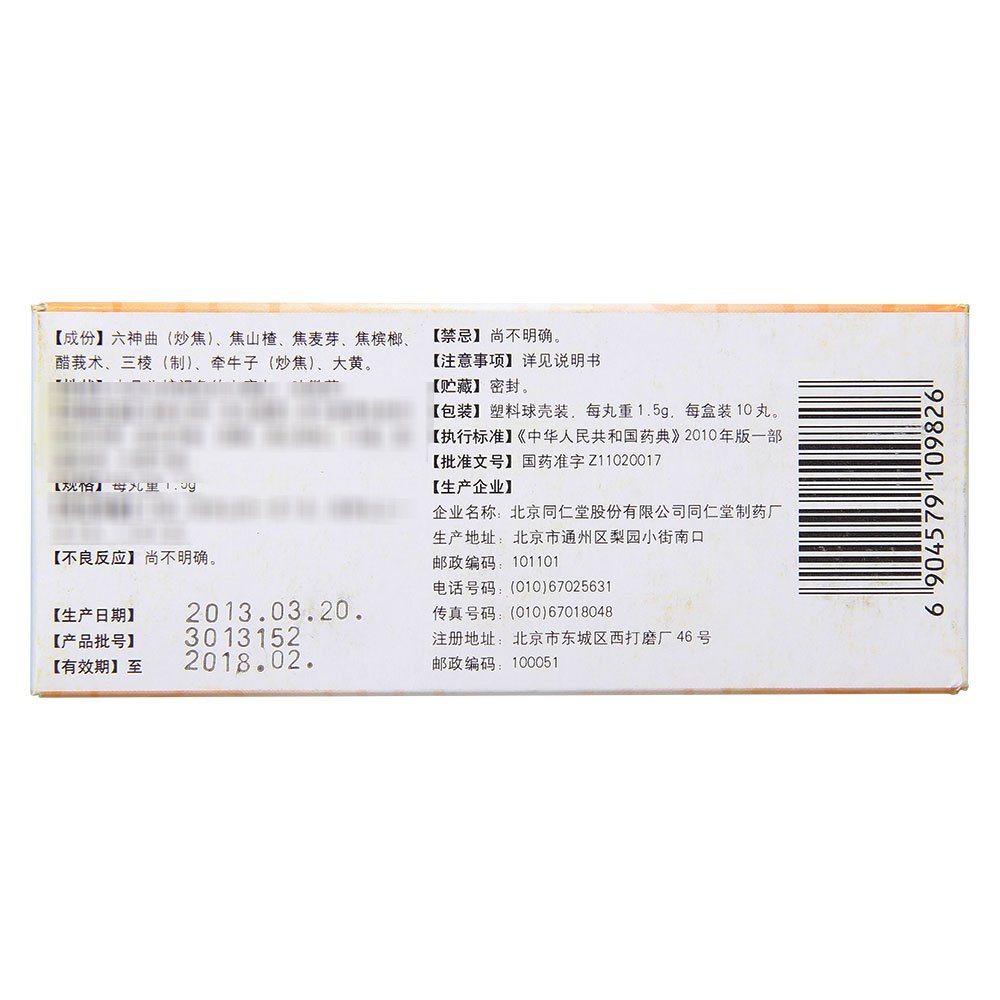 【成份】六神曲（炒焦）、焦山楂、焦麦芽、焦槟榔、
醋莪术、三棱（制）、牵牛子（炒焦）、大黄。
【规格】每丸重1.5g
【不良反应】尚不明确。
【生产日期】 2013.03.20.
【产品批号】 3013152
【有效期】至 2018.02.
【禁忌】尚不明确。
【注意事项】详见说明书
【贮藏】密封。
【包装】塑料球壳装，每丸重1.5g，每盒装10丸。
【执行标准】《中华人民共和国药典》2010年版一部
【批准文号】国药准字Z11020017
【生产企业】
企业名称：北京同仁堂股份有限公司同仁堂制药厂
生产地址：北京市通州区梨园小街南口
邮政编码：101101
电话号码：(010)67025631
传真号码：(010)67018048
注册地址：北京市东城区西打磨厂46号
邮政编码：100051
6 904579 109826